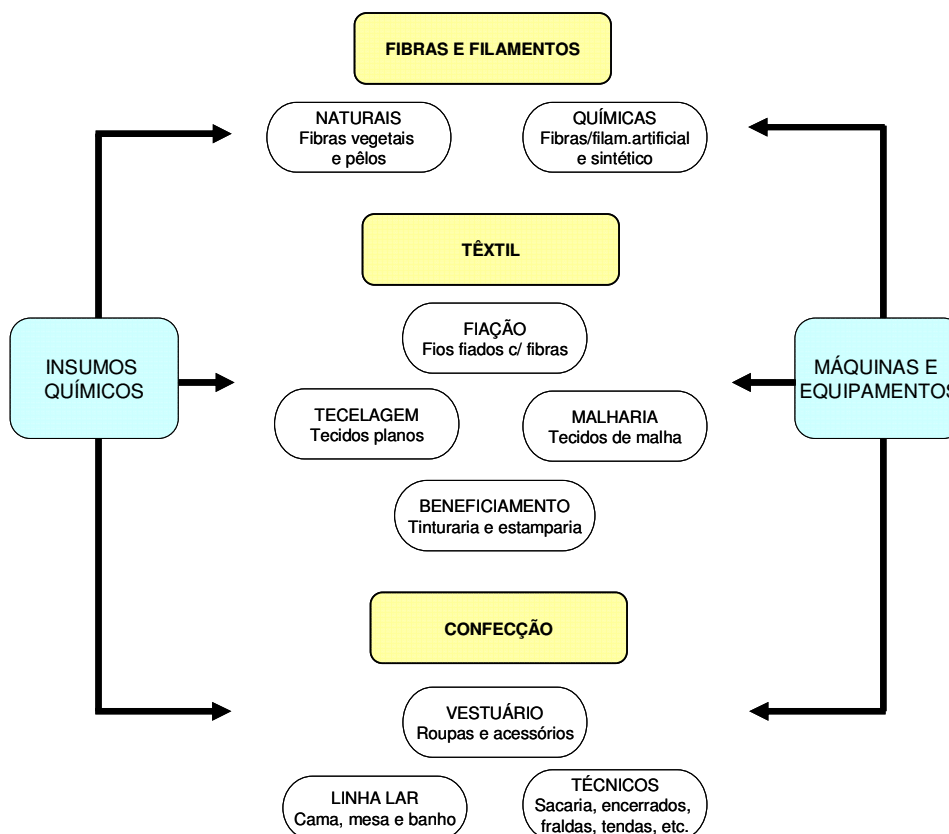 FIBRAS E FILAMENTOS
NATURAIS
Fibras vegetais
e pêlos
QUÍMICAS
Fibras/filam.artificial
e sintético
TÊXTIL
FIAÇÃO
Fios fiados c/ fibras
INSUMOS
QUÍMICOS
MÁQUINAS E
EQUIPAMENTOS
TECELAGEM
Tecidos planos
MALHARIA
Tecidos de malha
BENEFICIAMENTO
Tinturaria e estamparia
CONFECÇÃO
VESTUÁRIO
Roupas e acessórios
LINHA LAR
Cama, mesa e banho
TÉCNICOS
Sacaria, encerrados,
fraldas, tendas, etc.